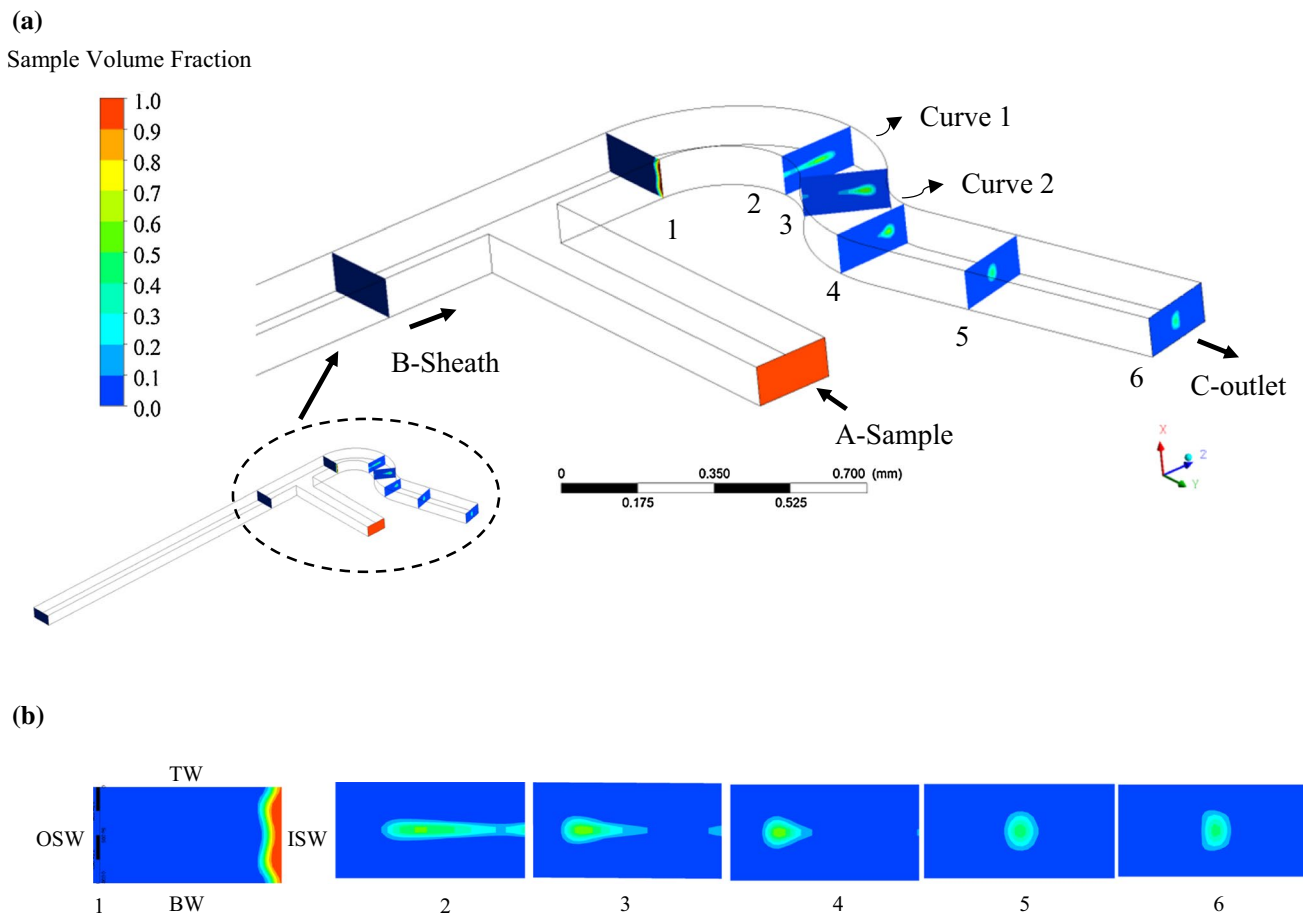 (a)
Sample Volume Fraction
1.0
0.9
0.8
0.7
0.6
0.5
0.4
0.3
0.2
0.1
0.0
Curve 1
Curve 2
1
2
3
4
5
6
B-Sheath
A-Sample
C-outlet
0 0.350 0.700 (mm)
0.175 0.525
X
Z
Y
(b)
TW
OSW ISW
BW
1 2 3 4 5 6